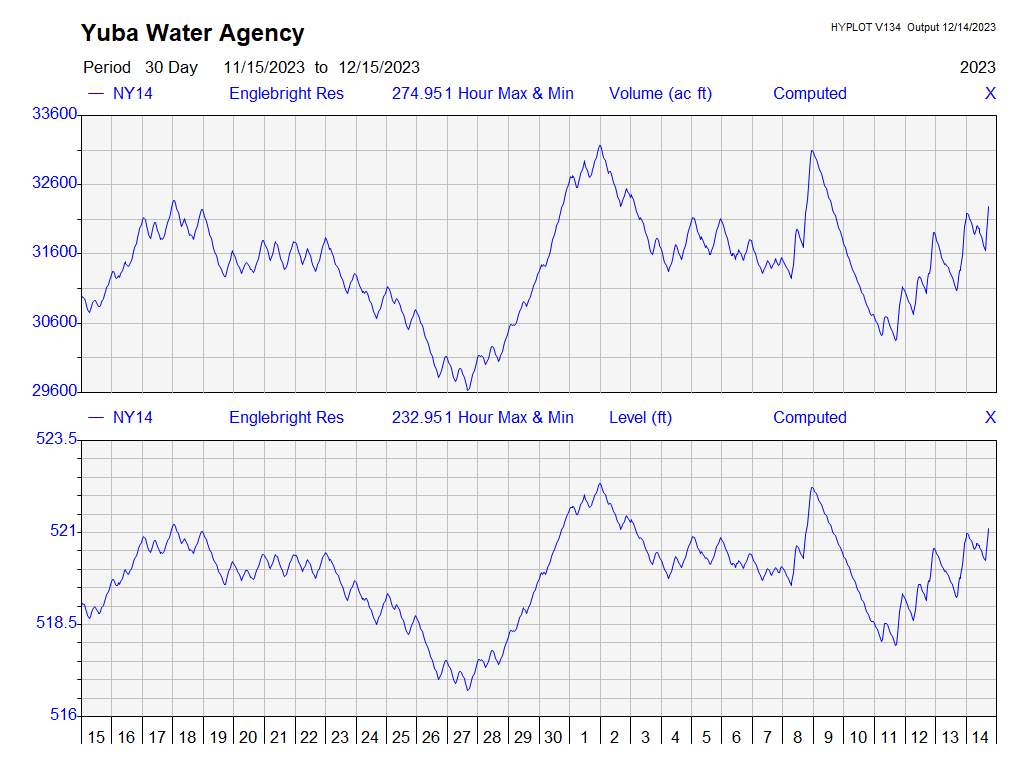 Yuba Water Agency
HYPLOT V134 Output 12/14/2023
Period 30 Day 11/15/2023 to 12/15/2023
2023
NY14 Englebright Res 274.951 Hour Max & Min Volume (ac ft) Computed X
33600
32600
31600
30600
29600
NY14 Englebright Res 232.951 Hour Max & Min Level (ft) Computed X
523.5
521
518.5
516
15 16 17 18 19 20 21 22 23 24 25 26 27 28 29 30 1 2 3 4 5 6 7 8 9 10 11 12 13 14